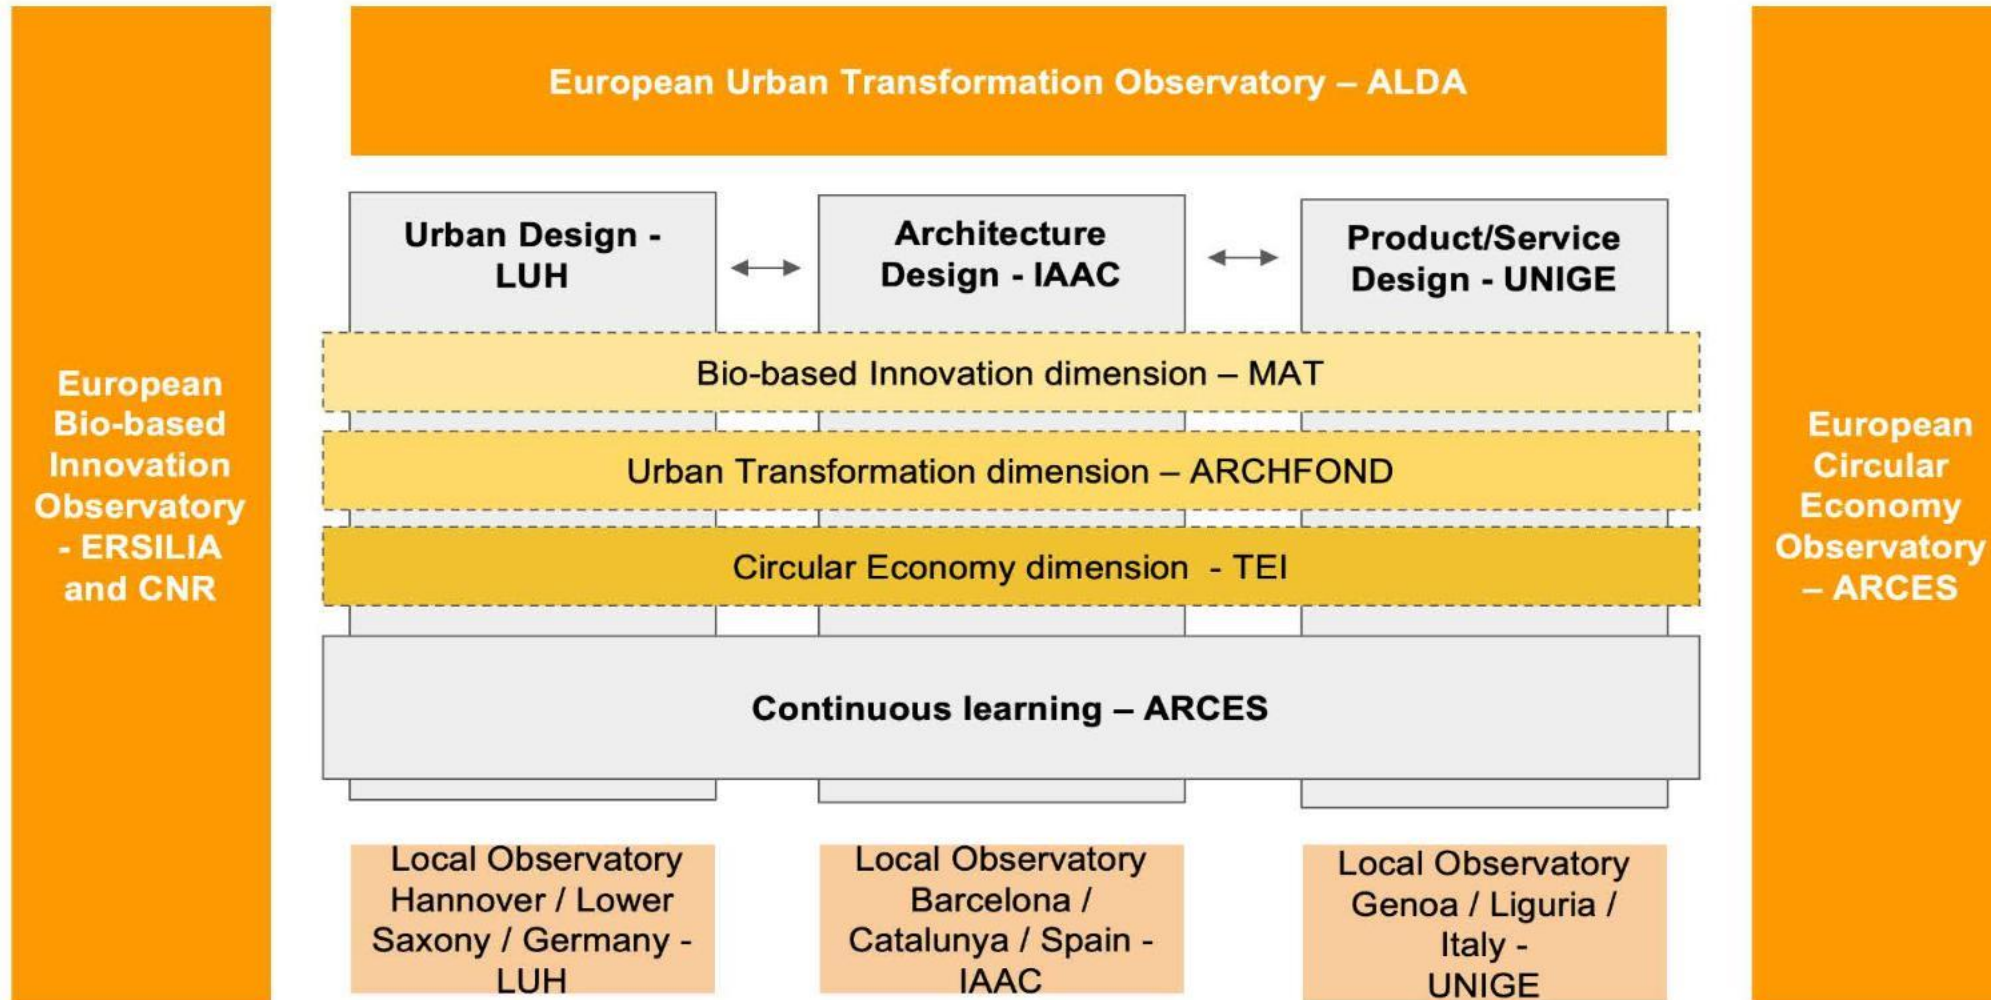 European Urban Transformation Observatory – ALDA
European
Bio-based
Innovation
Observatory
- ERSILIA
and CNR
Urban Design -
LUH
Architecture
Design - IAAC
Product/Service
Design - UNIGE
Bio-based Innovation dimension – MAT
Urban Transformation dimension – ARCHFOND
Circular Economy dimension - TEI
Continuous learning – ARCES
European
Circular
Economy
Observatory
– ARCES
Local Observatory
Hannover / Lower
Saxony / Germany -
LUH
Local Observatory
Barcelona /
Catalunya / Spain -
IAAC
Local Observatory
Genoa / Liguria /
Italy -
UNIGE